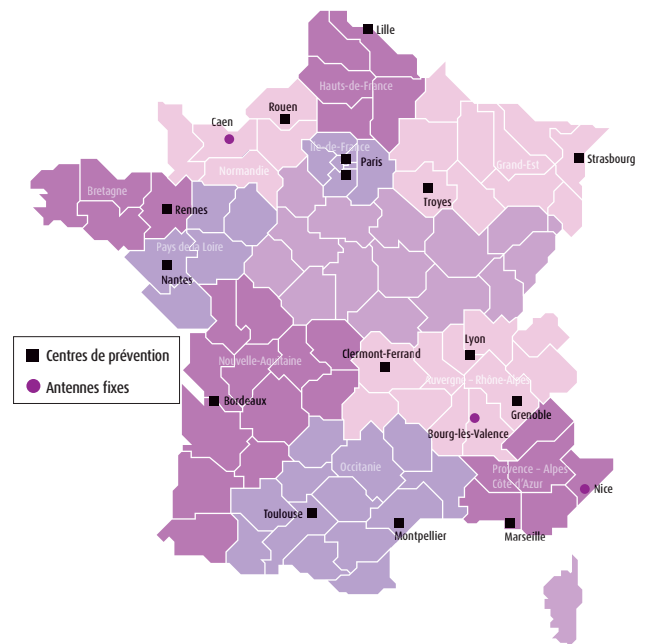 Lille
Hauts-de-France
Rouen
Caen
Île-de-France
Paris
Strasbourg
Grand-Est
Normandie
Troyes
Bretagne
Rennes
Pays de la Loire
Nantes
Centres de prévention
Antennes fixes
Lyon
Clermont-Ferrand
Nouvelle-Aquitaine
Auvergne – Rhône-Alpes
Bordeaux
Grenoble
Bourg-lès-Valence
Occitanie
Provence – Alpes
Côte d'Azur
Nice
Toulouse
Montpellier
Marseille